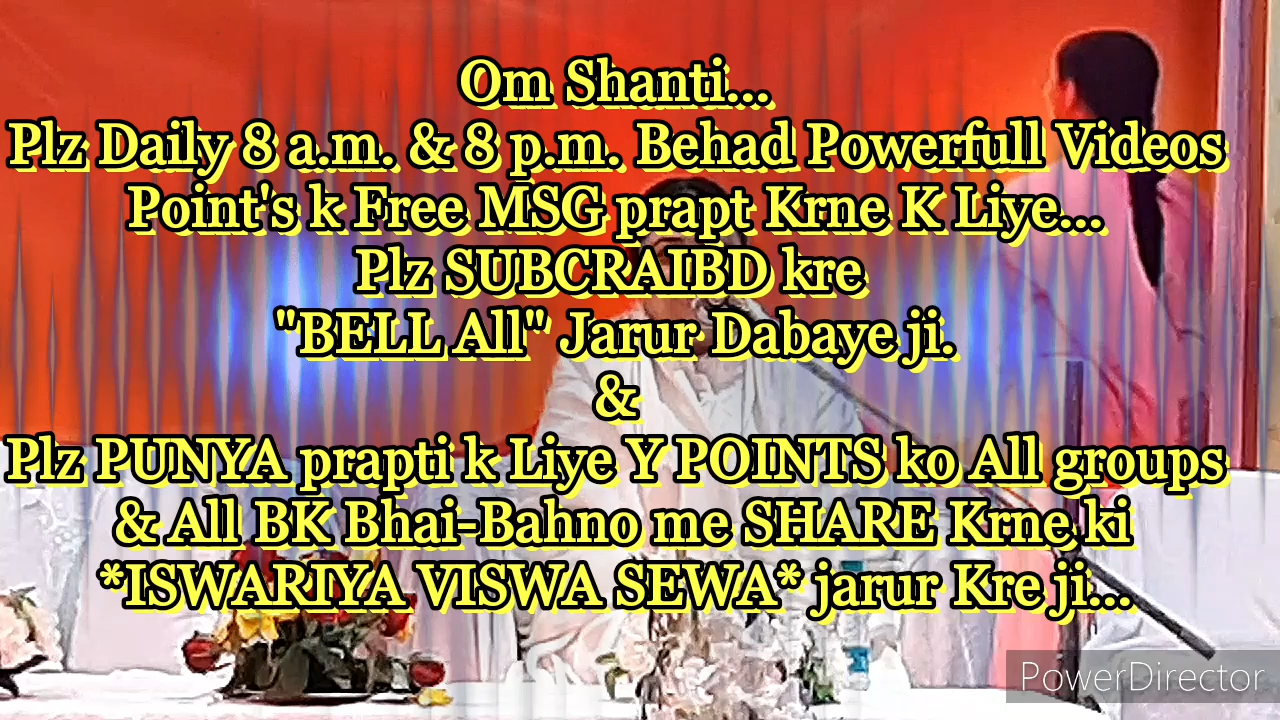 Om Shanti...
Plz Daily 8 a.m. & 8 p.m. Behad Powerfull Videos
Point's k Free MSG prapt Krne K Liye...
Plz SUBCRAIBD kre
"BELL All" Jarur Dabaye ji.
&
Plz PUNYA prapti k Liye Y POINTS ko All groups
& All BK Bhai-Bahno me SHARE Krne ki
*ISWARIYA VISWA SEWA* jarur Kre ji...
PowerDirector